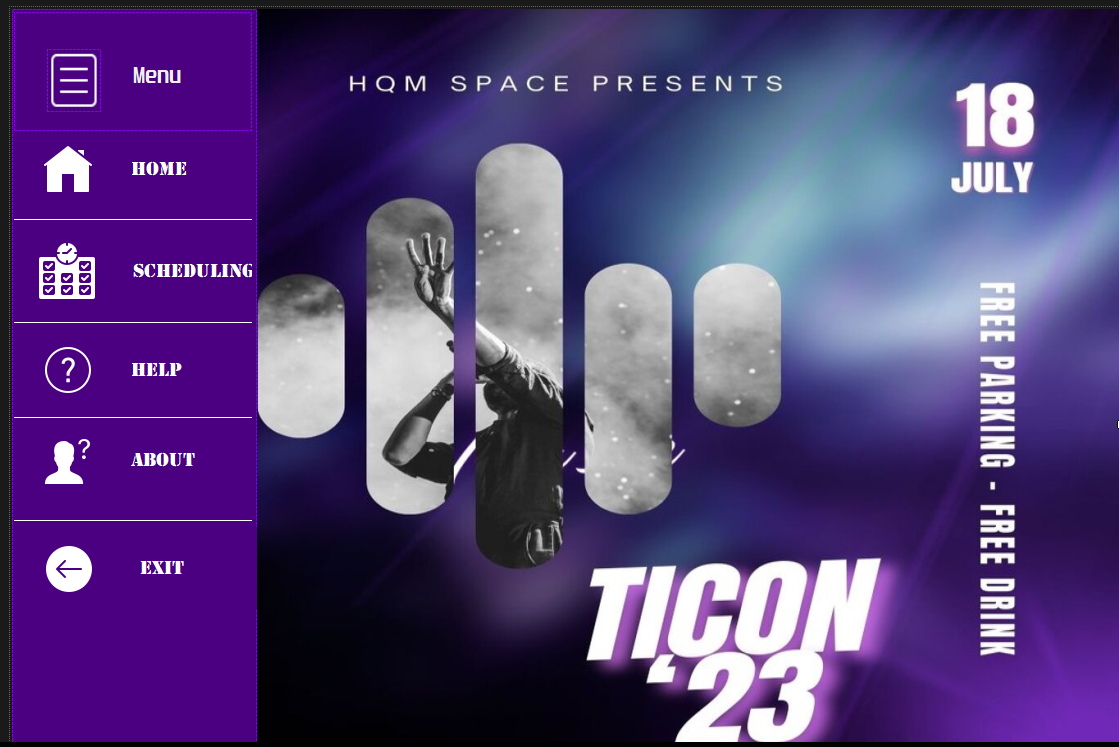 Menu
HOME
SCHEDULING
HELP
ABOUT
EXIT
HQM SPACE PRESENTS
18
JULY
FREE PARKING - FREE DRINK
TICON
‘23